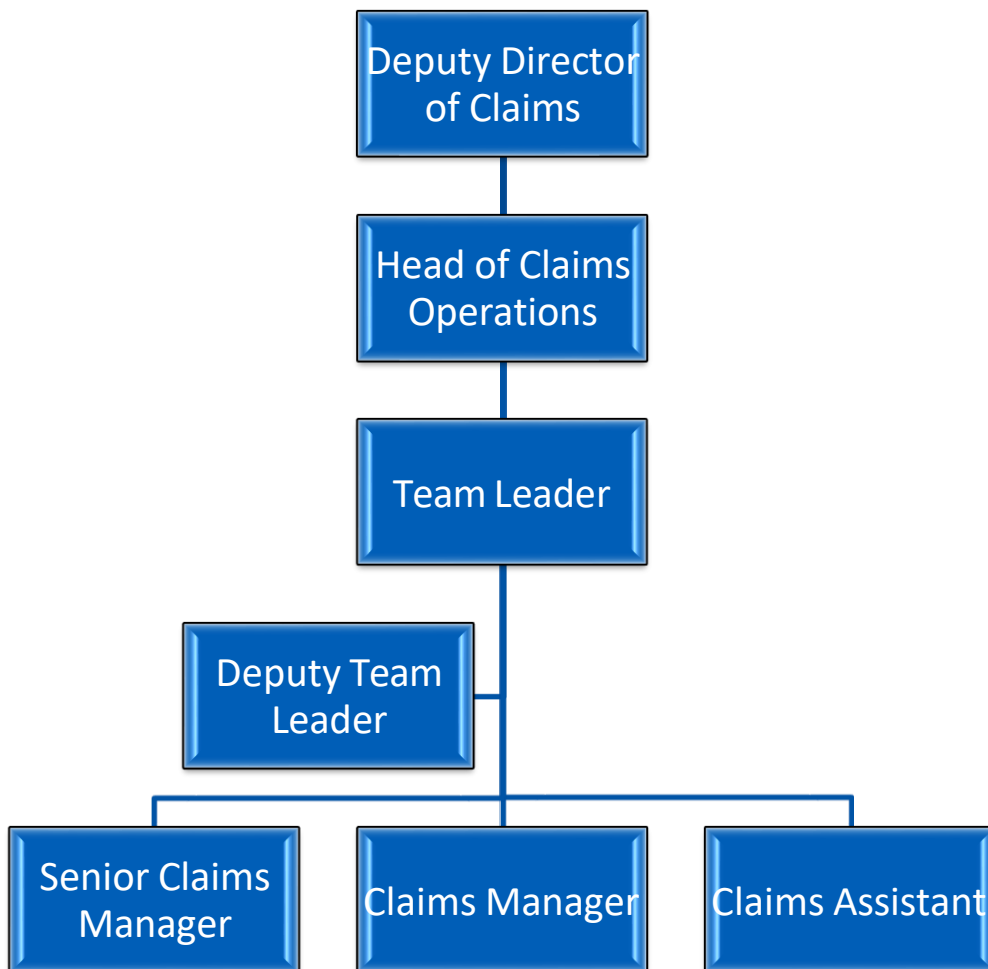 Deputy Director
of Claims
Head of Claims
Operations
Team Leader
Deputy Team
Leader
Senior Claims
Manager
Claims Manager
Claims Assistant